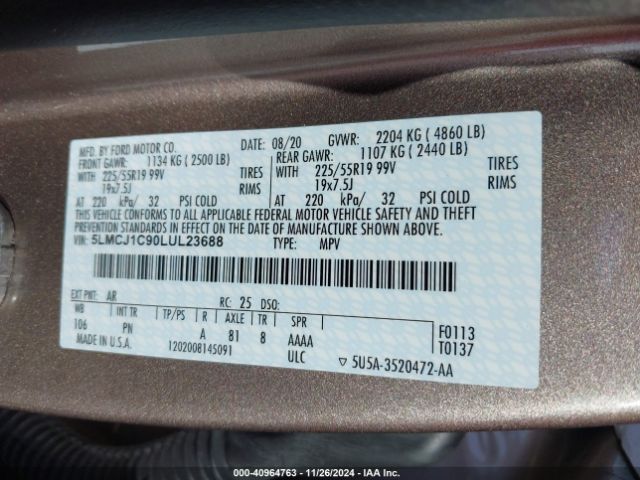 MFD. BY FORD MOTOR CO. DATE: 08/20 GVWR: 2204 KG ( 4860 LB)
FRONT GAWR: 1134 KG ( 2500 LB) REAR GAWR: 1107 KG ( 2440 LB)
WITH 225/55R19 99V TIRES WITH 225/55R19 99V TIRES
19x7.5J RIMS 19x7.5J RIMS
AT 220 kPa/ 32 PSI COLD AT 220 kPa/ 32 PSI COLD
THIS VEHICLE CONFORMS TO ALL APPLICABLE FEDERAL MOTOR VEHICLE SAFETY AND THEFT
PREVENTION STANDARDS IN EFFECT ON THE DATE OF MANUFACTURE SHOWN ABOVE.
VIN: 5LMCJ1C90LUL23688 TYPE: MPV
EXT PNT: AR RC: 25 DSO:
WB INT TR TP/PS R AXLE TR SPR
106 PN A 81 8 AAAA F0113
MADE IN U.S.A. 1202008145091 ULC T0137
▽ 5U5A-3520472-AA
000-40964763 - 11/26/2024 - IAA Inc.